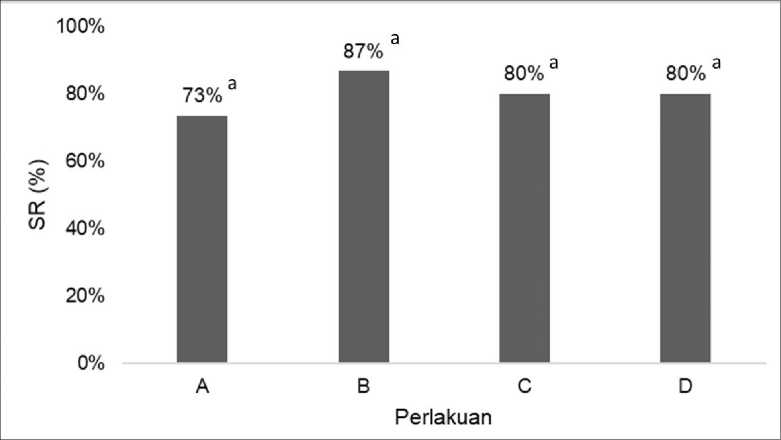 SR (%)
100%
80%
60%
40%
20%
0%
73% a
87% a
80% a
80% a
A B C D
Perlakuan